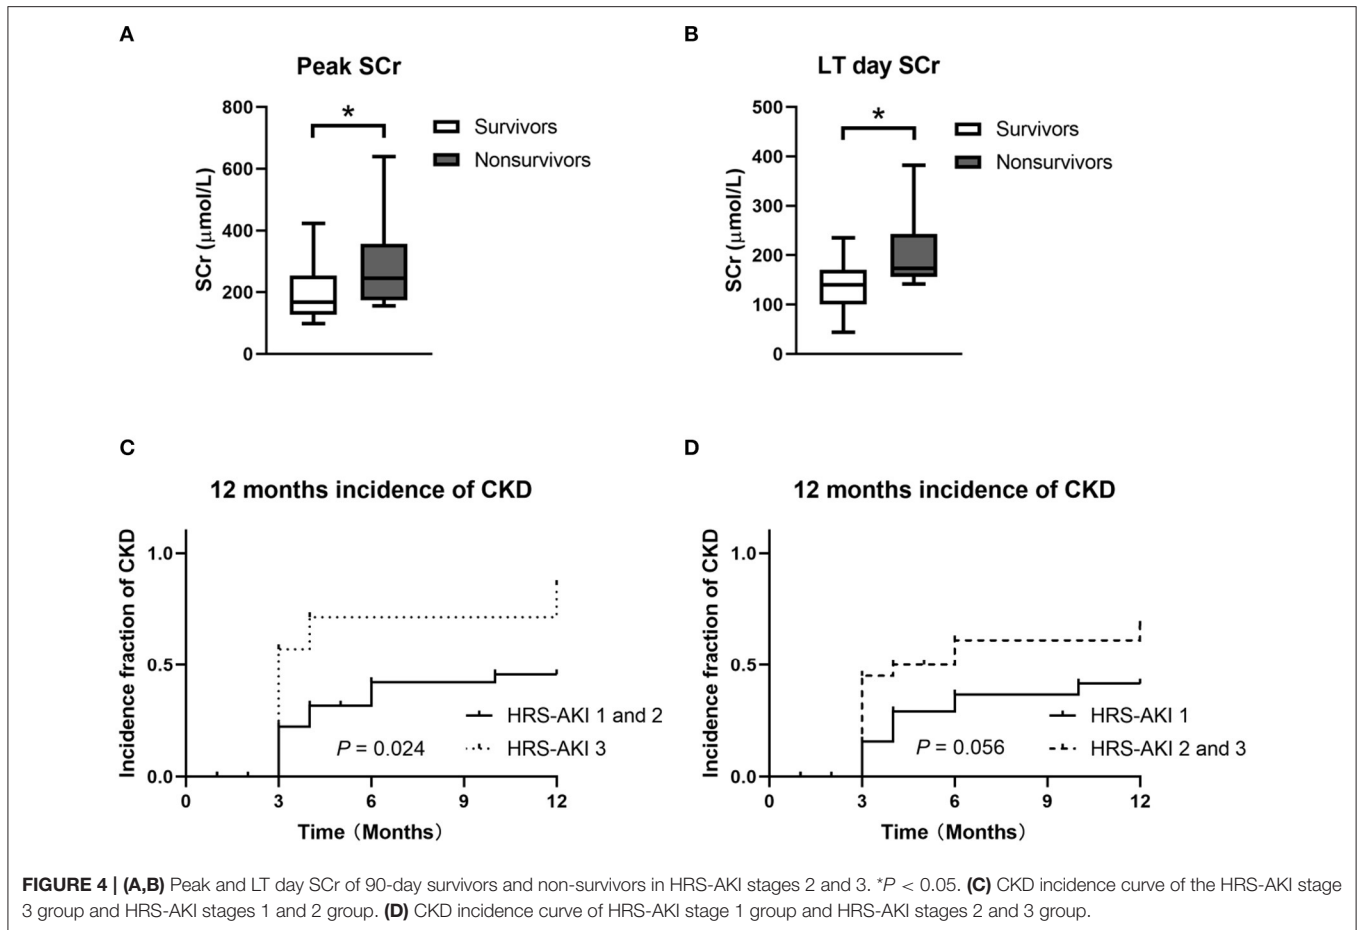 A
Peak SCr
800
600
400
200
0
SCr (μmol/L)
*
Survivors
Nonsurvivors
B
LT day SCr
500
400
300
200
100
0
SCr (μmol/L)
*
Survivors
Nonsurvivors
C
12 months incidence of CKD
Incidence fraction of CKD
1.0
0.5
0.0
HRS-AKI 1 and 2
HRS-AKI 3
P = 0.024
0 3 6 9 12
Time (Months)
D
12 months incidence of CKD
Incidence fraction of CKD
1.0
0.5
0.0
HRS-AKI 1
HRS-AKI 2 and 3
P = 0.056
0 3 6 9 12
Time (Months)
FIGURE 4 | (A,B) Peak and LT day SCr of 90-day survivors and non-survivors in HRS-AKI stages 2 and 3. *P < 0.05. (C) CKD incidence curve of the HRS-AKI stage
3 group and HRS-AKI stages 1 and 2 group. (D) CKD incidence curve of HRS-AKI stage 1 group and HRS-AKI stages 2 and 3 group.